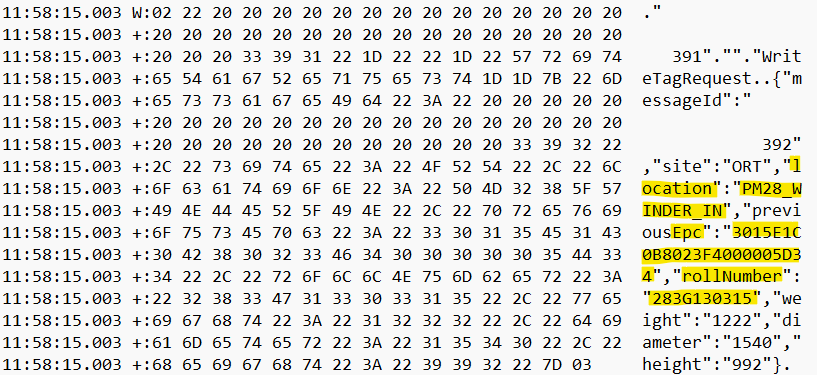 11:58:15.003 W:02 22 20 20 20 20 20 20 20 20 20 20 20 20 20 20 ."
11:58:15.003 +:20 20 20 20 20 20 20 20 20 20 20 20 20 20 20 20
11:58:15.003 +:20 20 20 33 39 31 22 1D 22 22 1D 22 57 72 69 74 391".""."Writ
11:58:15.003 +:65 54 61 67 52 65 71 75 65 73 74 1D 1D 7B 22 6D eTagRequest..{"m
11:58:15.003 +:65 73 73 61 67 65 49 64 22 3A 22 20 20 20 20 20 essageId":"
11:58:15.003 +:20 20 20 20 20 20 20 20 20 20 20 20 20 20 20 20
11:58:15.003 +:20 20 20 20 20 20 20 20 20 20 20 20 33 39 32 22 392"
11:58:15.003 +:2C 22 73 69 74 65 22 3A 22 4F 52 54 22 2C 22 6C ,"site":"ORT","l
11:58:15.003 +:6F 63 61 74 69 6F 6E 22 3A 22 50 4D 32 38 5F 57 ocation":"PM28_W
11:58:15.003 +:49 4E 44 45 52 5F 49 4E 22 2C 22 70 72 65 76 69 INDER_IN","previ
11:58:15.003 +:6F 75 73 45 70 63 22 3A 22 33 30 31 35 45 31 43 ousEpc":"3015E1C
11:58:15.003 +:30 42 38 30 32 33 46 34 30 30 30 30 30 35 44 33 0B8023F4000005D3
11:58:15.003 +:34 22 2C 22 72 6F 6C 6C 4E 75 6D 62 65 72 22 3A 4","rollNumber":
11:58:15.003 +:22 32 38 33 47 31 33 30 33 31 35 22 2C 22 77 65 "283G130315","we
11:58:15.003 +:69 67 68 74 22 3A 22 31 32 32 32 22 2C 22 64 69 ight":"1222","di
11:58:15.003 +:61 6D 65 74 65 72 22 3A 22 31 35 34 30 22 2C 22 ameter":"1540","
11:58:15.003 +:68 65 69 67 68 74 22 3A 22 39 39 32 22 7D 03 height":"992"}.